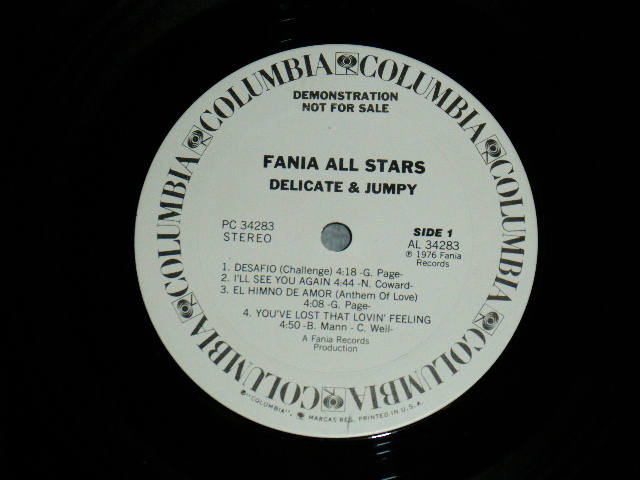 COLUMBIA COLUMBIA COLUMBIA COLUMBIA COLUMBIA COLUMBIA COLUMBIA COLUMBIA
DEMONSTRATION
NOT FOR SALE
FANIA ALL STARS
DELICATE & JUMPY
PC 34283
STEREO
SIDE 1
AL 34283
℗ 1976 Fania
Records
1. DESAFIO (Challenge) 4:18 -G. Page-
2. I'LL SEE YOU AGAIN 4:44 -N. Coward-
3. EL HIMNO DE AMOR (Anthem Of Love)
4:08 -G. Page-
4. YOU'VE LOST THAT LOVIN' FEELING
4:50 -B. Mann - C. Weil-
A Fania Records
Production
"COLUMBIA", MARCAS REG. PRINTED IN U.S.A.